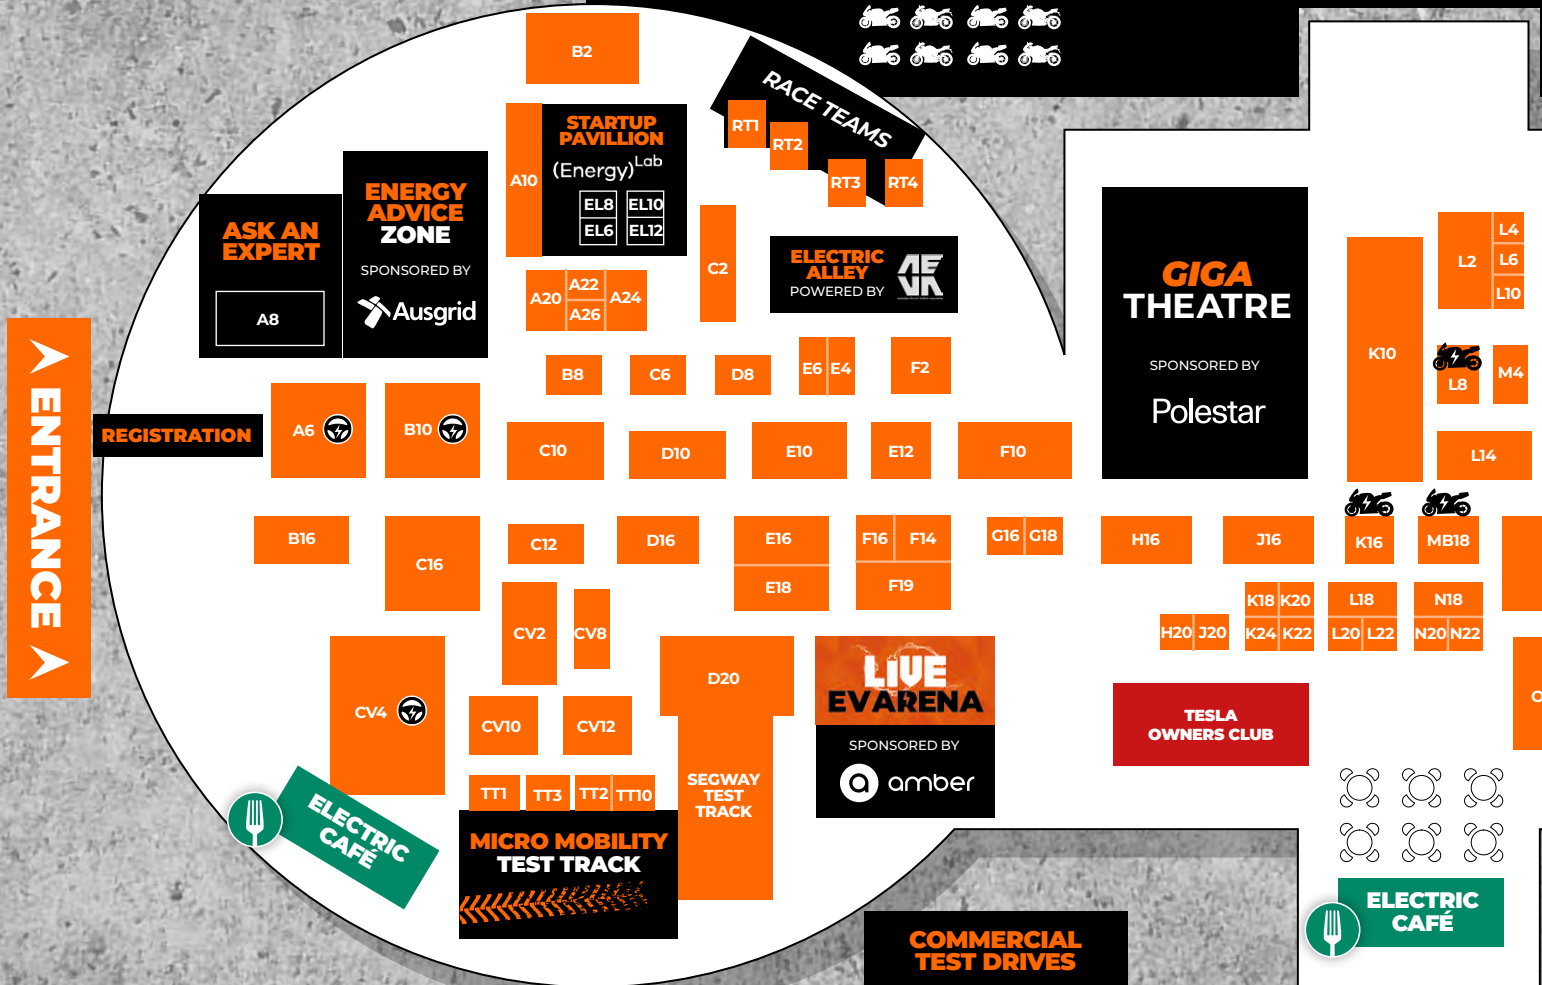 B2
RACE TEAMS
RT1
RT2
RT3
RT4
STARTUP
PAVILLION
(Energy)Lab
EL8
EL10
EL6
EL12
A10
ENERGY
ADVICE
ZONE
SPONSORED BY
Ausgrid
ASK AN
EXPERT
A8
C2
ELECTRIC
ALLEY
POWERED BY
A20
A22
A24
A26
GIGA
THEATRE
SPONSORED BY
Polestar
L2
L4
L6
L10
K10
L8
M4
L14
B8
C6
D8
E6
E4
F2
ENTRANCE
REGISTRATION
A6
B10
C10
D10
E10
E12
F10
B16
C16
C12
D16
E16
E18
F16
F14
F19
G16
G18
H16
J16
K16
MB18
K18
K20
K24
K22
L18
L20
L22
N18
N20
N22
H20
J20
CV2
CV8
CV4
CV10
CV12
D20
SEGWAY
TEST
TRACK
LIVE
EVARENA
SPONSORED BY
a amber
TESLA
OWNERS CLUB
TT1
TT3
TT2
TT10
MICRO MOBILITY
TEST TRACK
ELECTRIC
CAFÉ
COMMERCIAL
TEST DRIVES
ELECTRIC
CAFÉ